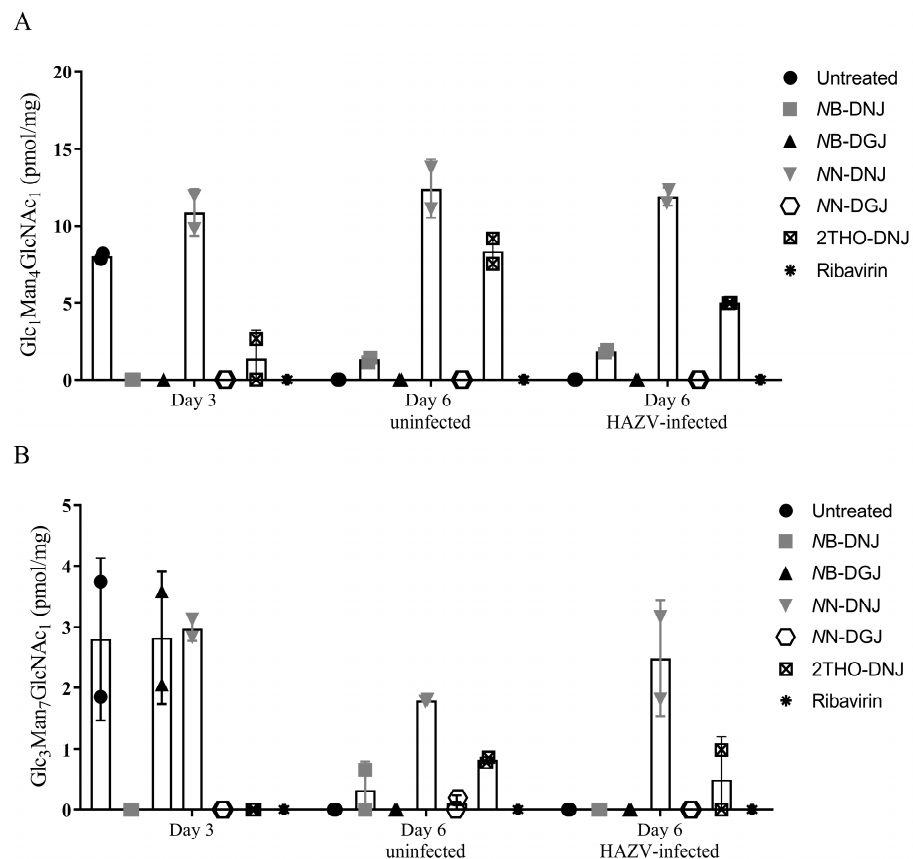 A
Glc₁Man₄GlcNAc₁ (pmol/mg)
20
15
10
5
0
Day 3
Day 6
uninfected
Day 6
HAZV-infected
Untreated
NB-DNJ
NB-DGJ
NN-DNJ
NN-DGJ
2THO-DNJ
Ribavirin
B
Glc₃Man₇GlcNAc₁ (pmol/mg)
5
4
3
2
1
0
Day 3
Day 6
uninfected
Day 6
HAZV-infected
Untreated
NB-DNJ
NB-DGJ
NN-DNJ
NN-DGJ
2THO-DNJ
Ribavirin